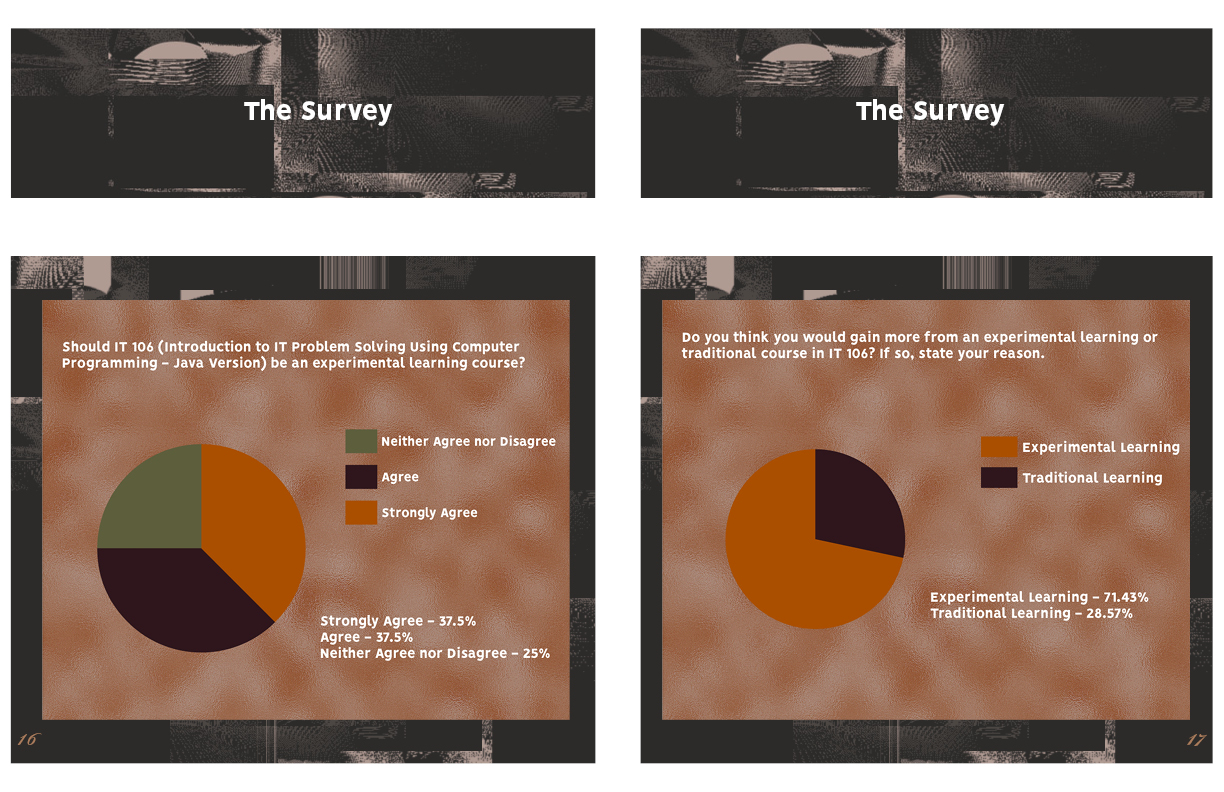 The Survey
Should IT 106 (Introduction to IT Problem Solving Using Computer
Programming – Java Version) be an experimental learning course?
Neither Agree nor Disagree
Agree
Strongly Agree
Strongly Agree – 37.5%
Agree – 37.5%
Neither Agree nor Disagree – 25%
16
The Survey
Do you think you would gain more from an experimental learning or
traditional course in IT 106? If so, state your reason.
Experimental Learning
Traditional Learning
Experimental Learning – 71.43%
Traditional Learning – 28.57%
17